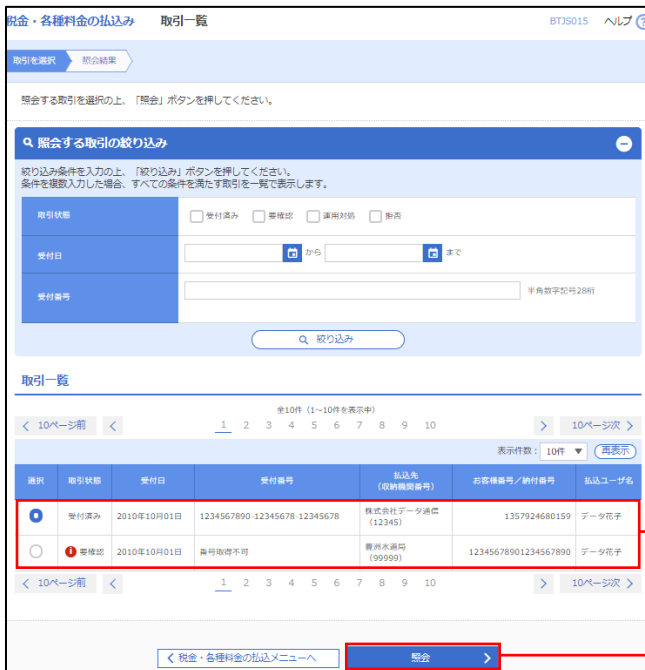 税金・各種料金の払込み 取引一覧 BTJS015 ヘルプ ?
取引を選択 照会結果
照会する取引を選択の上、「照会」ボタンを押してください。
照会する取引の絞り込み
絞り込み条件を入力の上、「絞り込み」ボタンを押してください。
条件を複数入力した場合、すべての条件を満たす取引を一覧で表示します。
取引状態 受付済み 要確認 運用対処 拒否
受付日 から まで
受付番号 半角数字記号28桁
絞り込み
取引一覧
全10件（1～10件を表示中）
< 10ページ前 < 1 2 3 4 5 6 7 8 9 10 > 10ページ次 >
表示件数： 10件 ▼ 再表示
選択 取引状態 受付日 受付番号 払込先 お客様番号／納付番号 払込ユーザ名
（収納機関番号）
受付済み 2010年10月01日 1234567890-12345678-12345678 株式会社データ通信 1357924680159 データ花子
（12345）
! 要確認 2010年10月01日 番号取得不可 豊洲水道局 12345678901234567890 データ花子
（99999）
< 10ページ前 < 1 2 3 4 5 6 7 8 9 10 > 10ページ次 >
< 税金・各種料金の払込メニューへ 照会 >